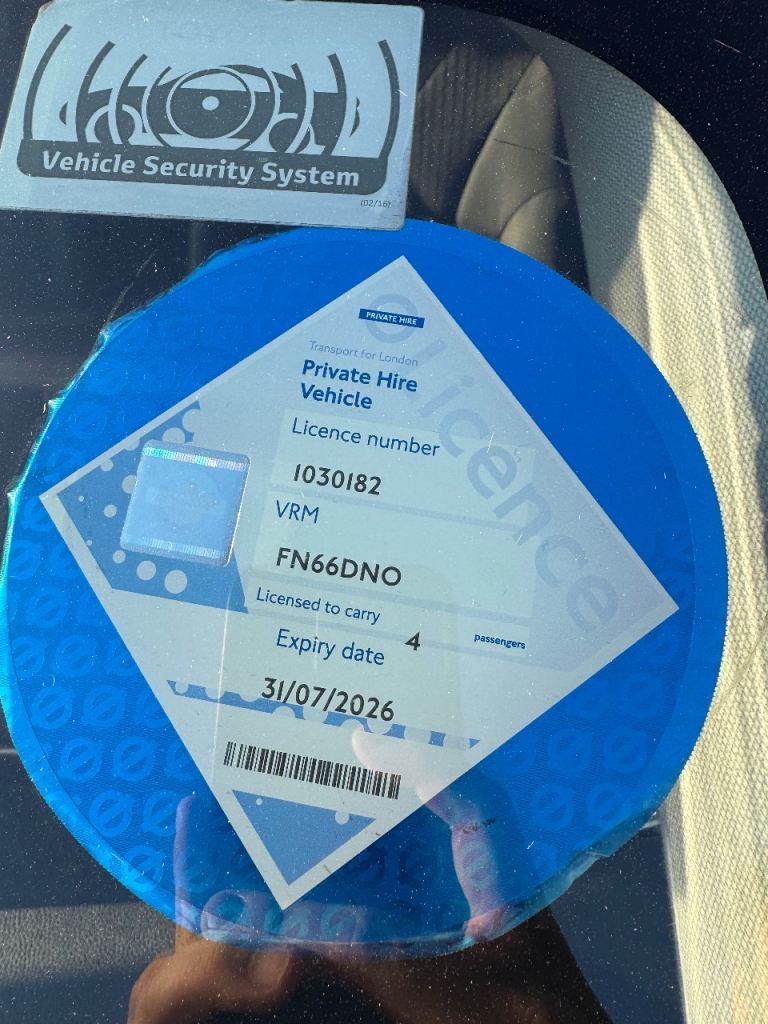 Vehicle Security System
(02/16)
PRIVATE HIRE
Transport for London
Private Hire
Vehicle
Licence number
1030182
VRM
FN66DNO
Licensed to carry 4 passengers
Expiry date
31/07/2026
Licence